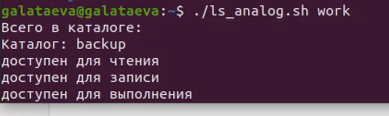 galataeva@galataeva:~$ ./ls_analog.sh work
Всего в каталоге:
Каталог: backup
доступен для чтения
доступен для записи
доступен для выполнения